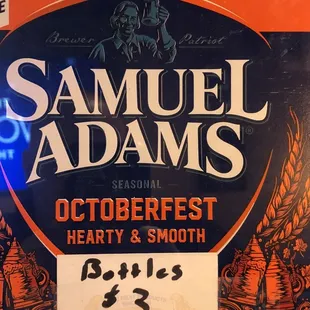 Brewer Patriot
SAMUEL
ADAMS
SEASONAL
OCTOBERFEST
HEARTY & SMOOTH
Bottles
$3